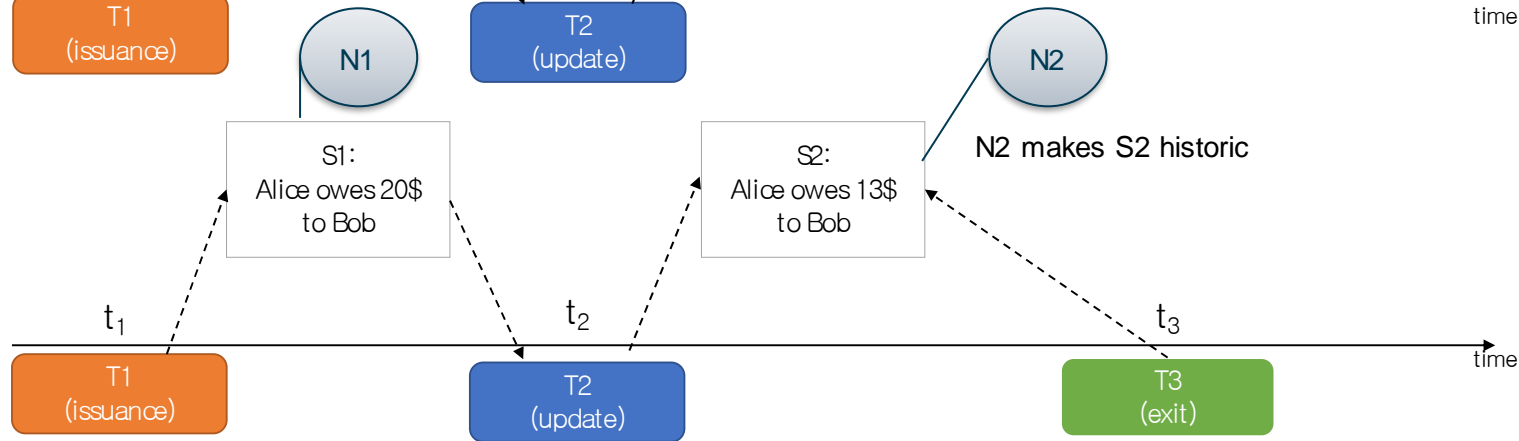 T1
(issuance)
T2
(update)
time
N1
N2
S1:
Alice owes 20$
to Bob
S2:
Alice owes 13$
to Bob
N2 makes S2 historic
t₁
t₂
t₃
time
T1
(issuance)
T2
(update)
T3
(exit)